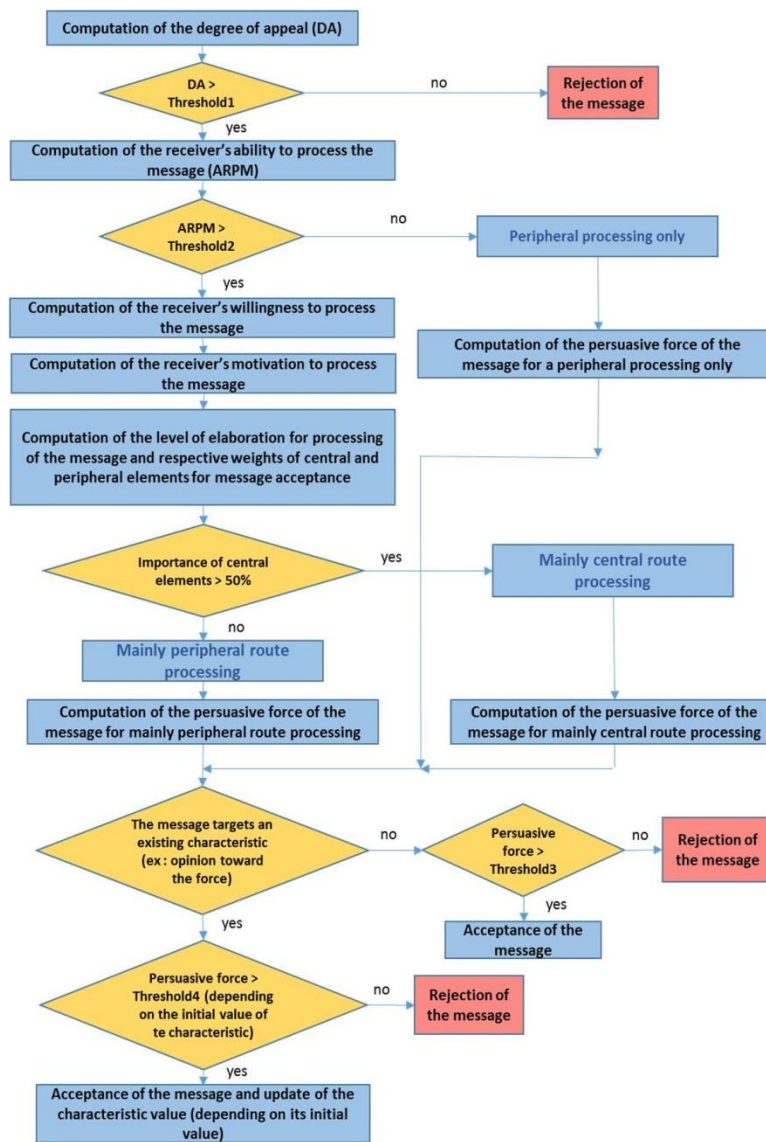 Computation of the degree of appeal (DA)
DA >
Threshold1
no
Rejection of
the message
yes
Computation of the receiver's ability to process the
message (ARPM)
ARPM >
Threshold2
no
Peripheral processing only
yes
Computation of the receiver's willingness to process
the message
Computation of the persuasive force of the
message for a peripheral processing only
Computation of the receiver's motivation to process
the message
Computation of the level of elaboration for processing
of the message and respective weights of central and
peripheral elements for message acceptance
Importance of central
elements > 50%
yes
Mainly central route
processing
no
Mainly peripheral route
processing
Computation of the persuasive force of the
message for mainly peripheral route processing
Computation of the persuasive force of the
message for mainly central route processing
The message targets an
existing characteristic
(ex : opinion toward
the force)
no
Persuasive
force >
Threshold3
no
Rejection of
the message
yes
Acceptance of the
message
yes
Persuasive force >
Threshold4 (depending
on the initial value of
te characteristic)
no
Rejection of
the message
yes
Acceptance of the message and update of the
characteristic value (depending on its initial
value)